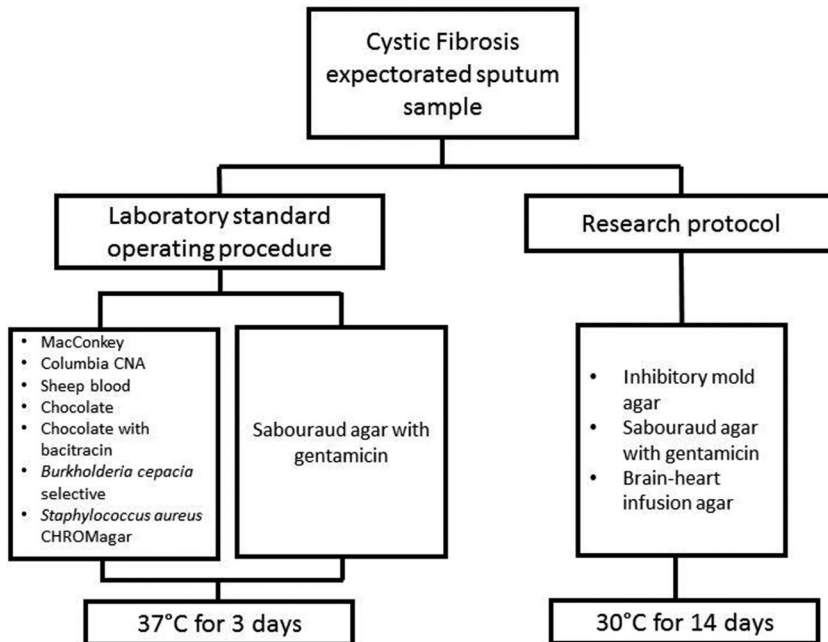 Cystic Fibrosis
expectorated sputum
sample
Laboratory standard
operating procedure
Research protocol
• MacConkey
• Columbia CNA
• Sheep blood
• Chocolate
• Chocolate with
bacitracin
• Burkholderia cepacia
selective
• Staphylococcus aureus
CHROMagar
Sabouraud agar with
gentamicin
• Inhibitory mold
agar
• Sabouraud agar
with gentamicin
• Brain-heart
infusion agar
37°C for 3 days
30°C for 14 days